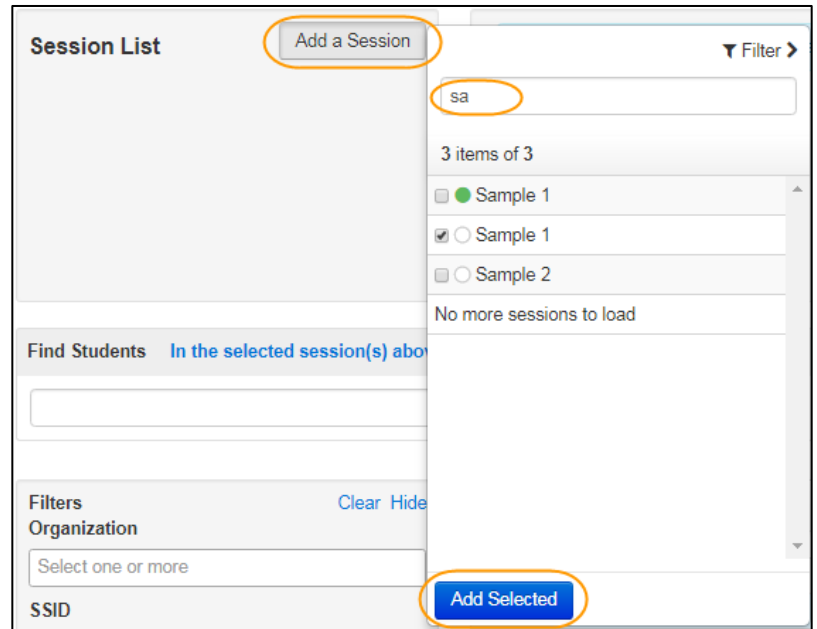 Session List
Add a Session
Filter
sa
3 items of 3
Sample 1
Sample 1
Sample 2
No more sessions to load
Find Students In the selected session(s) abov
Filters
Clear Hide
Organization
Select one or more
SSID
Add Selected